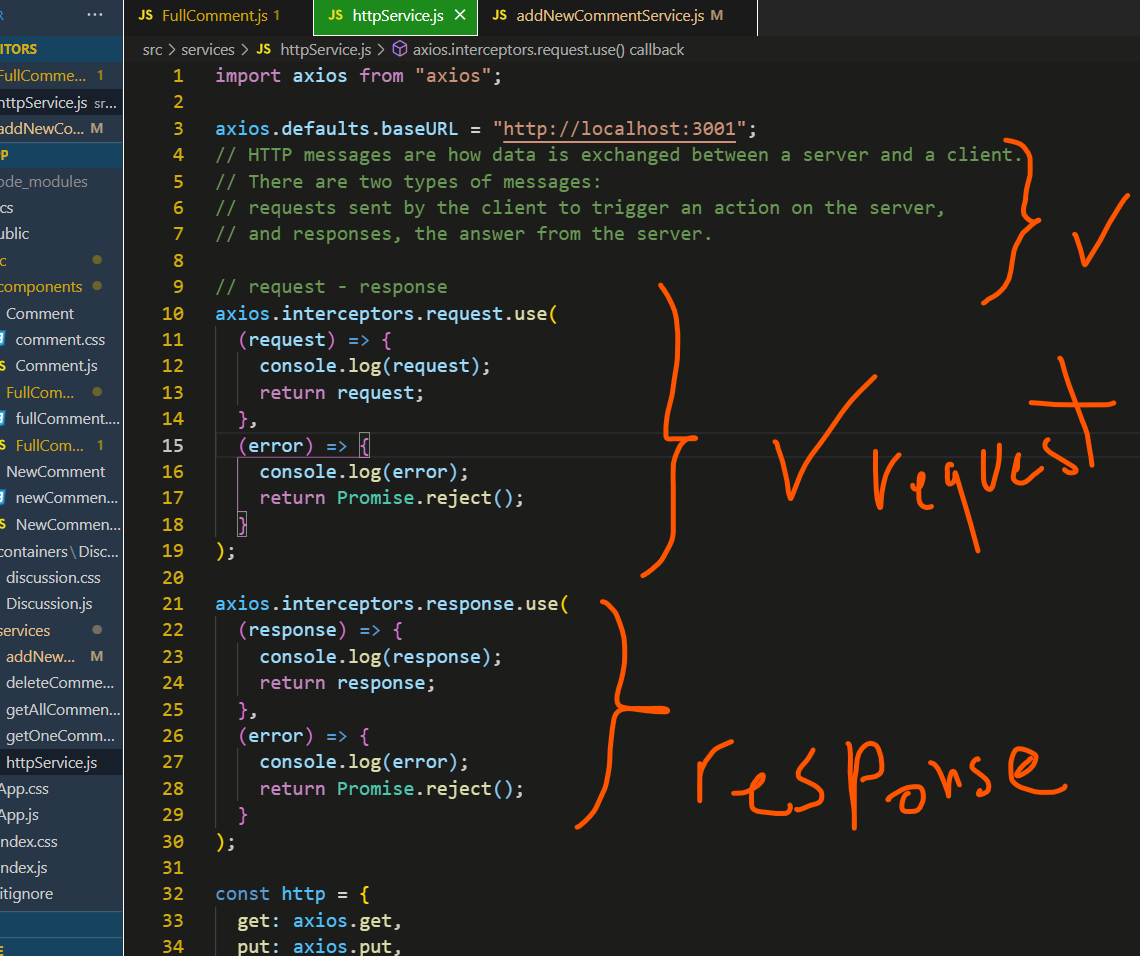 FullComment.js 1
httpService.js
addNewCommentService.js M
src > services > JS httpService.js > axios.interceptors.request.use() callback
ITORS
FullComme... 1
httpService.js sr...
addNewCo... M
P
ode_modules
cs
ublic
c
components
Comment
comment.css
Comment.js
FullCom...
fullComment....
FullCom... 1
NewComment
newCommen...
NewCommen...
containers\Disc...
discussion.css
Discussion.js
services
addNew... M
deleteComme...
getAllCommen...
getOneComm...
httpService.js
App.css
App.js
ndex.css
ndex.js
itignore
1 import axios from "axios";
2
3 axios.defaults.baseURL = "http://localhost:3001";
4 // HTTP messages are how data is exchanged between a server and a client.
5 // There are two types of messages:
6 // requests sent by the client to trigger an action on the server,
7 // and responses, the answer from the server.
8
9 // request - response
10 axios.interceptors.request.use(
11 (request) => {
12 console.log(request);
13 return request;
14 },
15 (error) => {
16 console.log(error);
17 return Promise.reject();
18 }
19 );
20
21 axios.interceptors.response.use(
22 (response) => {
23 console.log(response);
24 return response;
25 },
26 (error) => {
27 console.log(error);
28 return Promise.reject();
29 }
30 );
31
32 const http = {
33 get: axios.get,
34 put: axios.put,
request
response